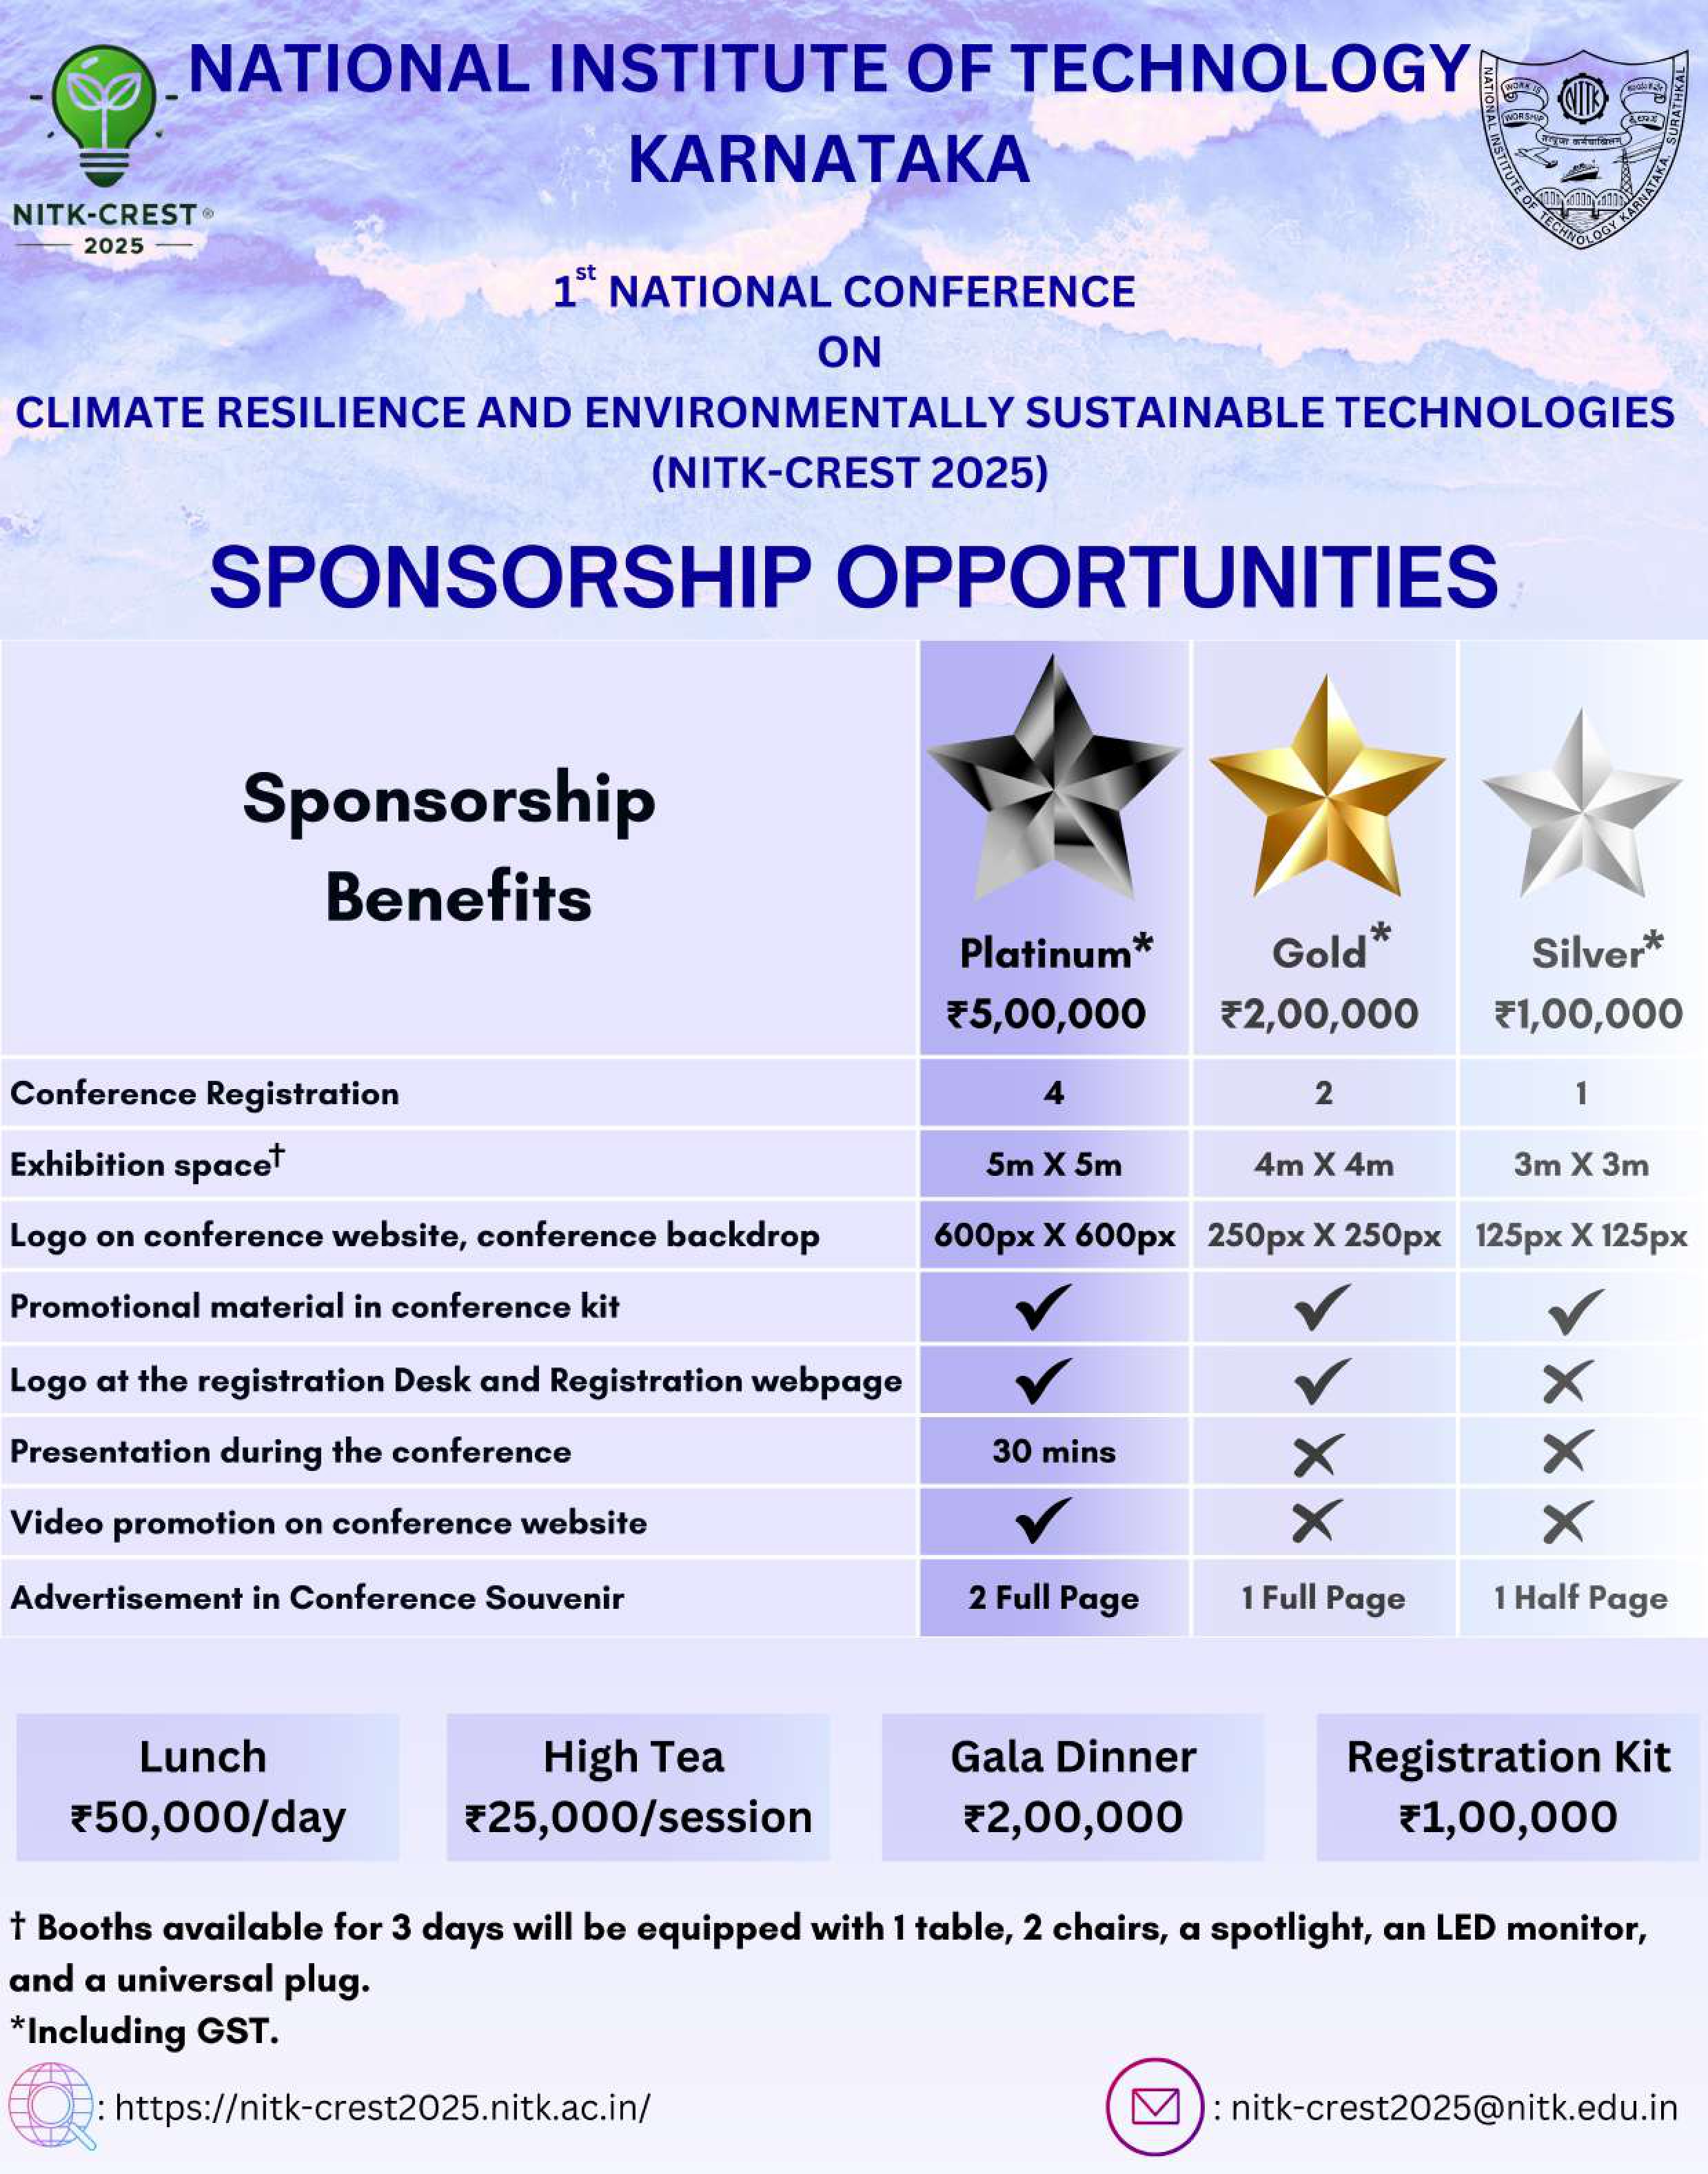 NATIONAL INSTITUTE OF TECHNOLOGY
KARNATAKA
NITK-CREST®
2025
NATIONAL INSTITUTE OF TECHNOLOGY KARNATAKA, SURATHKAL
WORK IS
WORSHIP
NITK
1st NATIONAL CONFERENCE
ON
CLIMATE RESILIENCE AND ENVIRONMENTALLY SUSTAINABLE TECHNOLOGIES
(NITK-CREST 2025)
SPONSORSHIP OPPORTUNITIES
Sponsorship
Benefits
Platinum* Gold* Silver*
₹5,00,000 ₹2,00,000 ₹1,00,000
Conference Registration 4 2 1
Exhibition space† 5m X 5m 4m X 4m 3m X 3m
Logo on conference website, conference backdrop 600px X 600px 250px X 250px 125px X 125px
Promotional material in conference kit ✓ ✓ ✓
Logo at the registration Desk and Registration webpage ✓ ✓ ✗
Presentation during the conference 30 mins ✗ ✗
Video promotion on conference website ✓ ✗ ✗
Advertisement in Conference Souvenir 2 Full Page 1 Full Page 1 Half Page
Lunch High Tea Gala Dinner Registration Kit
₹50,000/day ₹25,000/session ₹2,00,000 ₹1,00,000
† Booths available for 3 days will be equipped with 1 table, 2 chairs, a spotlight, an LED monitor,
and a universal plug.
*Including GST.
: https://nitk-crest2025.nitk.ac.in/ : nitk-crest2025@nitk.edu.in